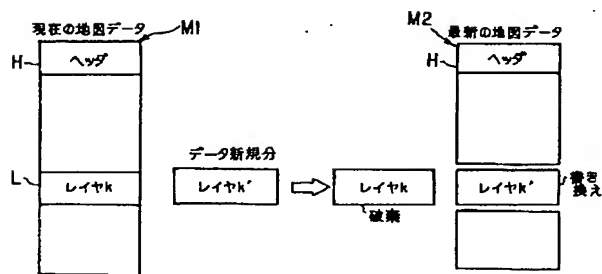 現在の地図データ
M1
H
ヘッダ
L
レイヤk
データ新規分
レイヤk'
レイヤk
破棄
M2
最新の地図データ
H
ヘッダ
レイヤk'
書き
換え